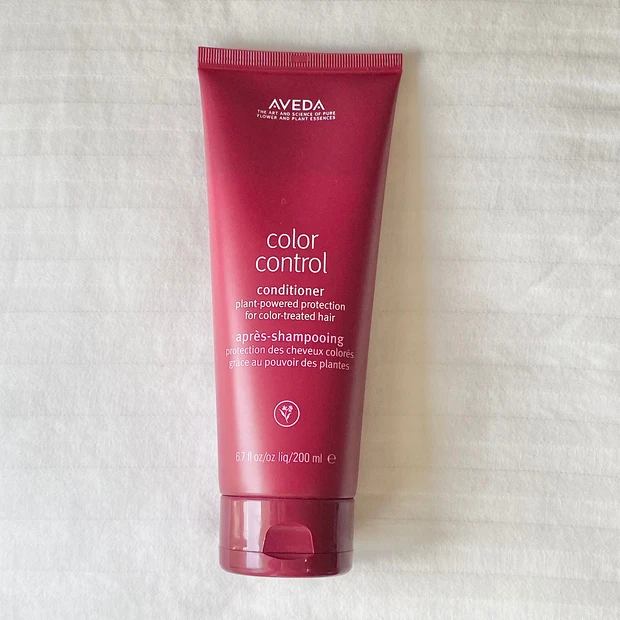 AVEDA
THE ART AND SCIENCE OF PURE
FLOWER AND PLANT ESSENCES
color
control
conditioner
plant-powered protection
for color-treated hair
après-shampooing
protection des cheveux colorés
grâce au pouvoir des plantes
6.7 fl oz/oz liq/200 ml ℮